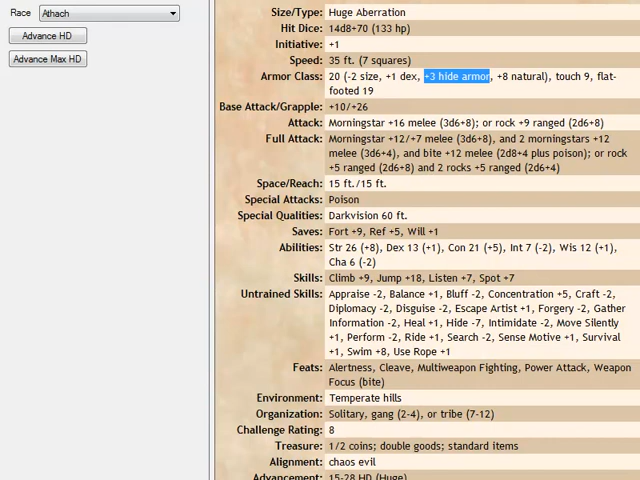 Race Athach
Advance HD
Advance Max HD
Size/Type: Huge Aberration
Hit Dice: 14d8+70 (133 hp)
Initiative: +1
Speed: 35 ft. (7 squares)
Armor Class: 20 (-2 size, +1 dex, +3 hide armor, +8 natural), touch 9, flat-
footed 19
Base Attack/Grapple: +10/+26
Attack: Morningstar +16 melee (3d6+8); or rock +9 ranged (2d6+8)
Full Attack: Morningstar +12/+7 melee (3d6+8), and 2 morningstars +12
melee (3d6+4), and bite +12 melee (2d8+4 plus poison); or rock
+5 ranged (2d6+8) and 2 rocks +5 ranged (2d6+4)
Space/Reach: 15 ft./15 ft.
Special Attacks: Poison
Special Qualities: Darkvision 60 ft.
Saves: Fort +9, Ref +5, Will +1
Abilities: Str 26 (+8), Dex 13 (+1), Con 21 (+5), Int 7 (-2), Wis 12 (+1),
Cha 6 (-2)
Skills: Climb +9, Jump +18, Listen +7, Spot +7
Untrained Skills: Appraise -2, Balance +1, Bluff -2, Concentration +5, Craft -2,
Diplomacy -2, Disguise -2, Escape Artist +1, Forgery -2, Gather
Information -2, Heal +1, Hide -7, Intimidate -2, Move Silently
+1, Perform -2, Ride +1, Search -2, Sense Motive +1, Survival
+1, Swim +8, Use Rope +1
Feats: Alertness, Cleave, Multiweapon Fighting, Power Attack, Weapon
Focus (bite)
Environment: Temperate hills
Organization: Solitary, gang (2-4), or tribe (7-12)
Challenge Rating: 8
Treasure: 1/2 coins; double goods; standard items
Alignment: chaos evil
Advancement: 15-28 HD (Huge)